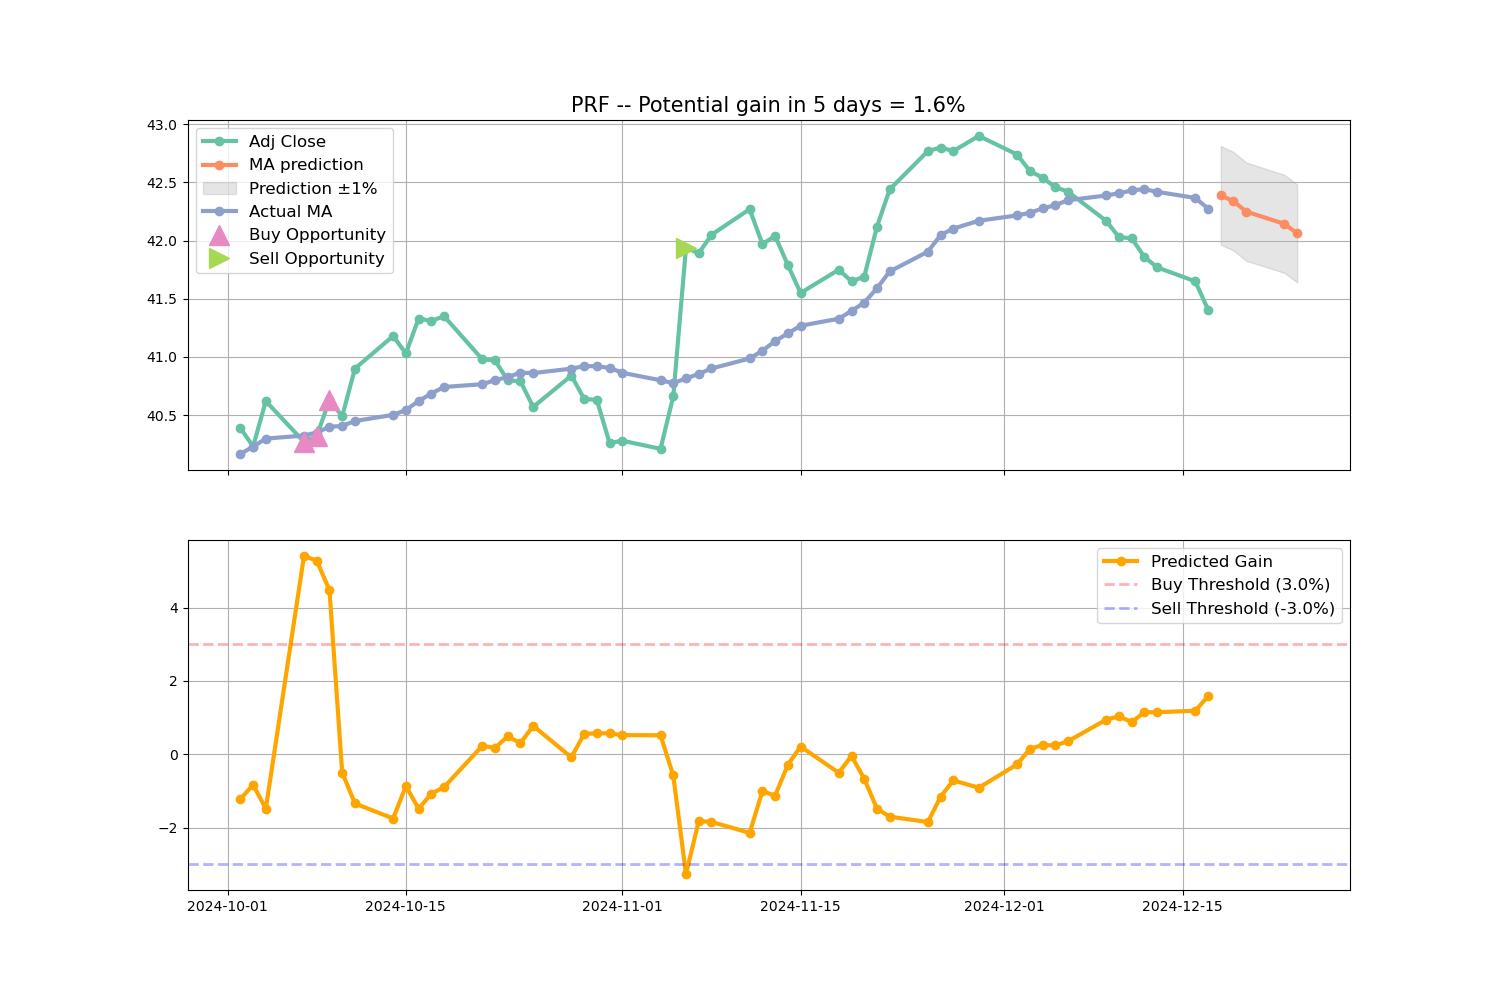 PRF -- Potential gain in 5 days = 1.6%
43.0
42.5
42.0
41.5
41.0
40.5
Adj Close
MA prediction
Prediction ±1%
Actual MA
Buy Opportunity
Sell Opportunity
4
2
0
−2
Predicted Gain
Buy Threshold (3.0%)
Sell Threshold (-3.0%)
2024-10-01
2024-10-15
2024-11-01
2024-11-15
2024-12-01
2024-12-15